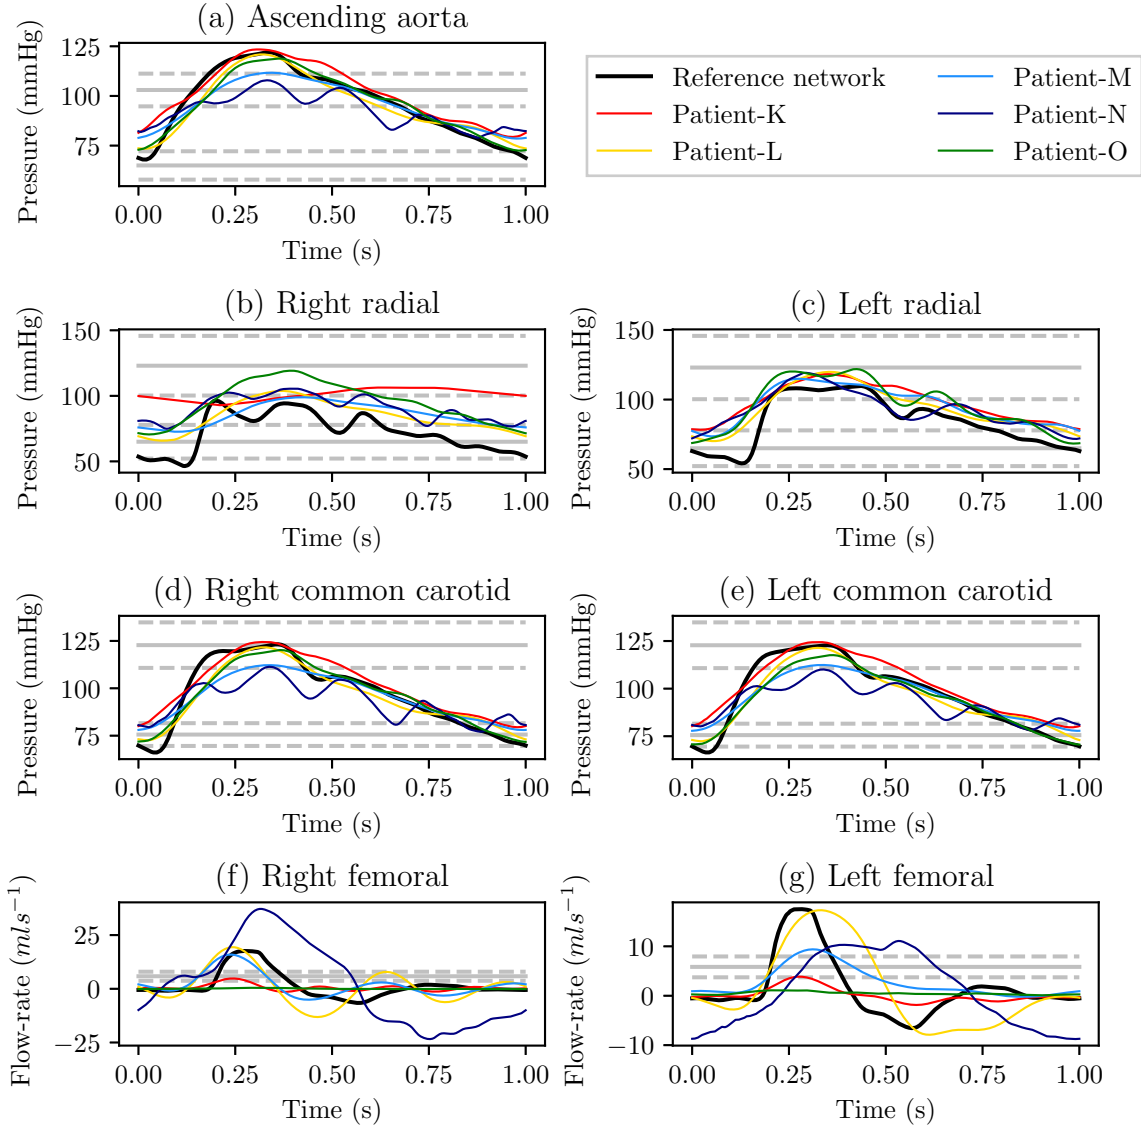 (a) Ascending aorta
Pressure (mmHg)
125
100
75
0.00 0.25 0.50 0.75 1.00
Time (s)
Reference network
Patient-K
Patient-L
Patient-M
Patient-N
Patient-O
(b) Right radial
Pressure (mmHg)
150
100
50
0.00 0.25 0.50 0.75 1.00
Time (s)
(c) Left radial
Pressure (mmHg)
150
100
50
0.00 0.25 0.50 0.75 1.00
Time (s)
(d) Right common carotid
Pressure (mmHg)
125
100
75
0.00 0.25 0.50 0.75 1.00
Time (s)
(e) Left common carotid
Pressure (mmHg)
125
100
75
0.00 0.25 0.50 0.75 1.00
Time (s)
(f) Right femoral
Flow-rate (mls⁻¹)
25
0
−25
0.00 0.25 0.50 0.75 1.00
Time (s)
(g) Left femoral
Flow-rate (mls⁻¹)
10
0
−10
0.00 0.25 0.50 0.75 1.00
Time (s)